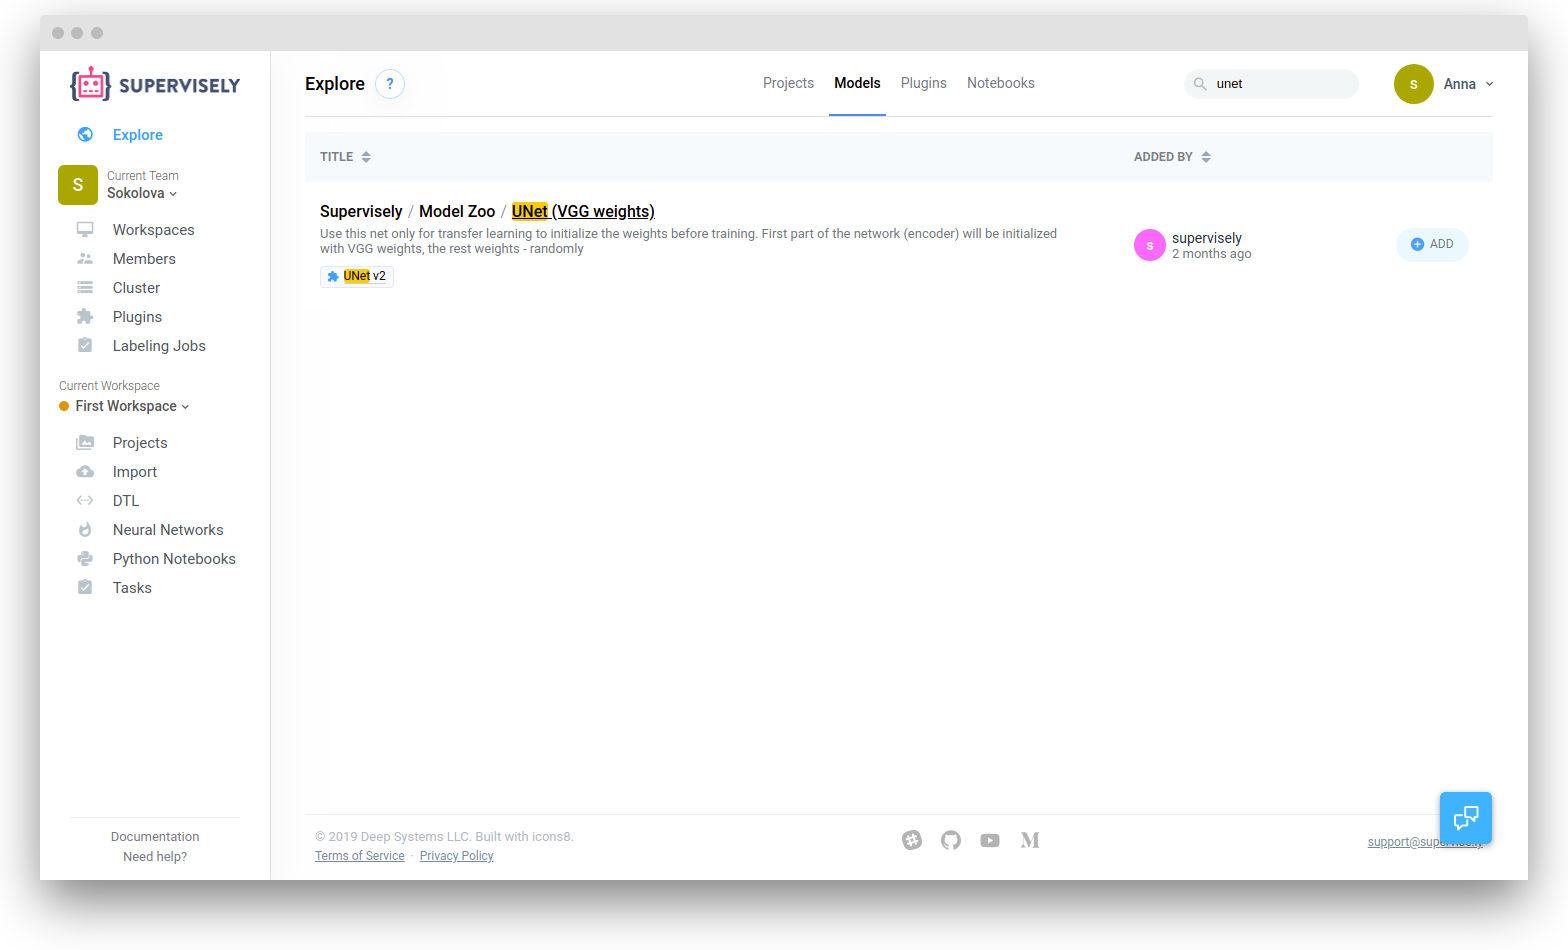 SUPERVISELY
Explore
Current Team
S
Sokolova
Workspaces
Members
Cluster
Plugins
Labeling Jobs
Current Workspace
First Workspace
Projects
Import
DTL
Neural Networks
Python Notebooks
Tasks
Documentation
Need help?
Explore ?
Projects Models Plugins Notebooks
unet
S Anna
TITLE ADDED BY
Supervisely / Model Zoo / UNet (VGG weights)
Use this net only for transfer learning to initialize the weights before training. First part of the network (encoder) will be initialized
with VGG weights, the rest weights - randomly
UNet v2
S
supervisely
2 months ago
ADD
© 2019 Deep Systems LLC. Built with icons8.
Terms of Service · Privacy Policy
M